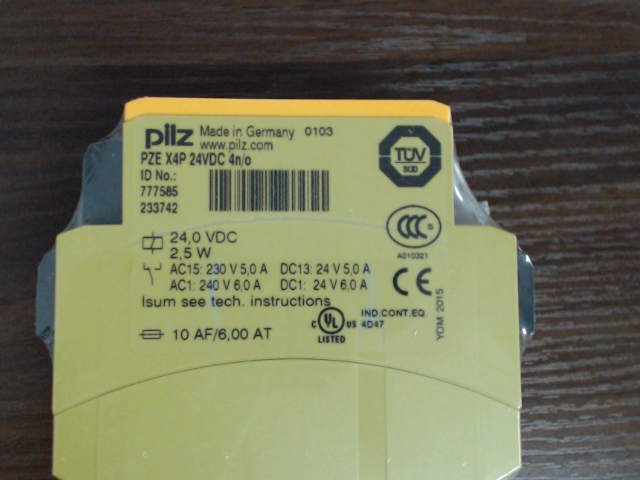 pilz Made in Germany 0103
www.pilz.com
PZE X4P 24VDC 4n/o
ID No.:
777585
233742
TÜV
SÜD
CCC S
A010321
24,0 VDC
2,5 W
AC15: 230 V 5,0 A DC13: 24 V 5,0 A
AC1: 240 V 6,0 A DC1: 24 V 6,0 A
CE
Isum see tech. instructions
10 AF/6,00 AT
C UL US
LISTED
IND.CONT.EQ.
4D47
YOM 2015